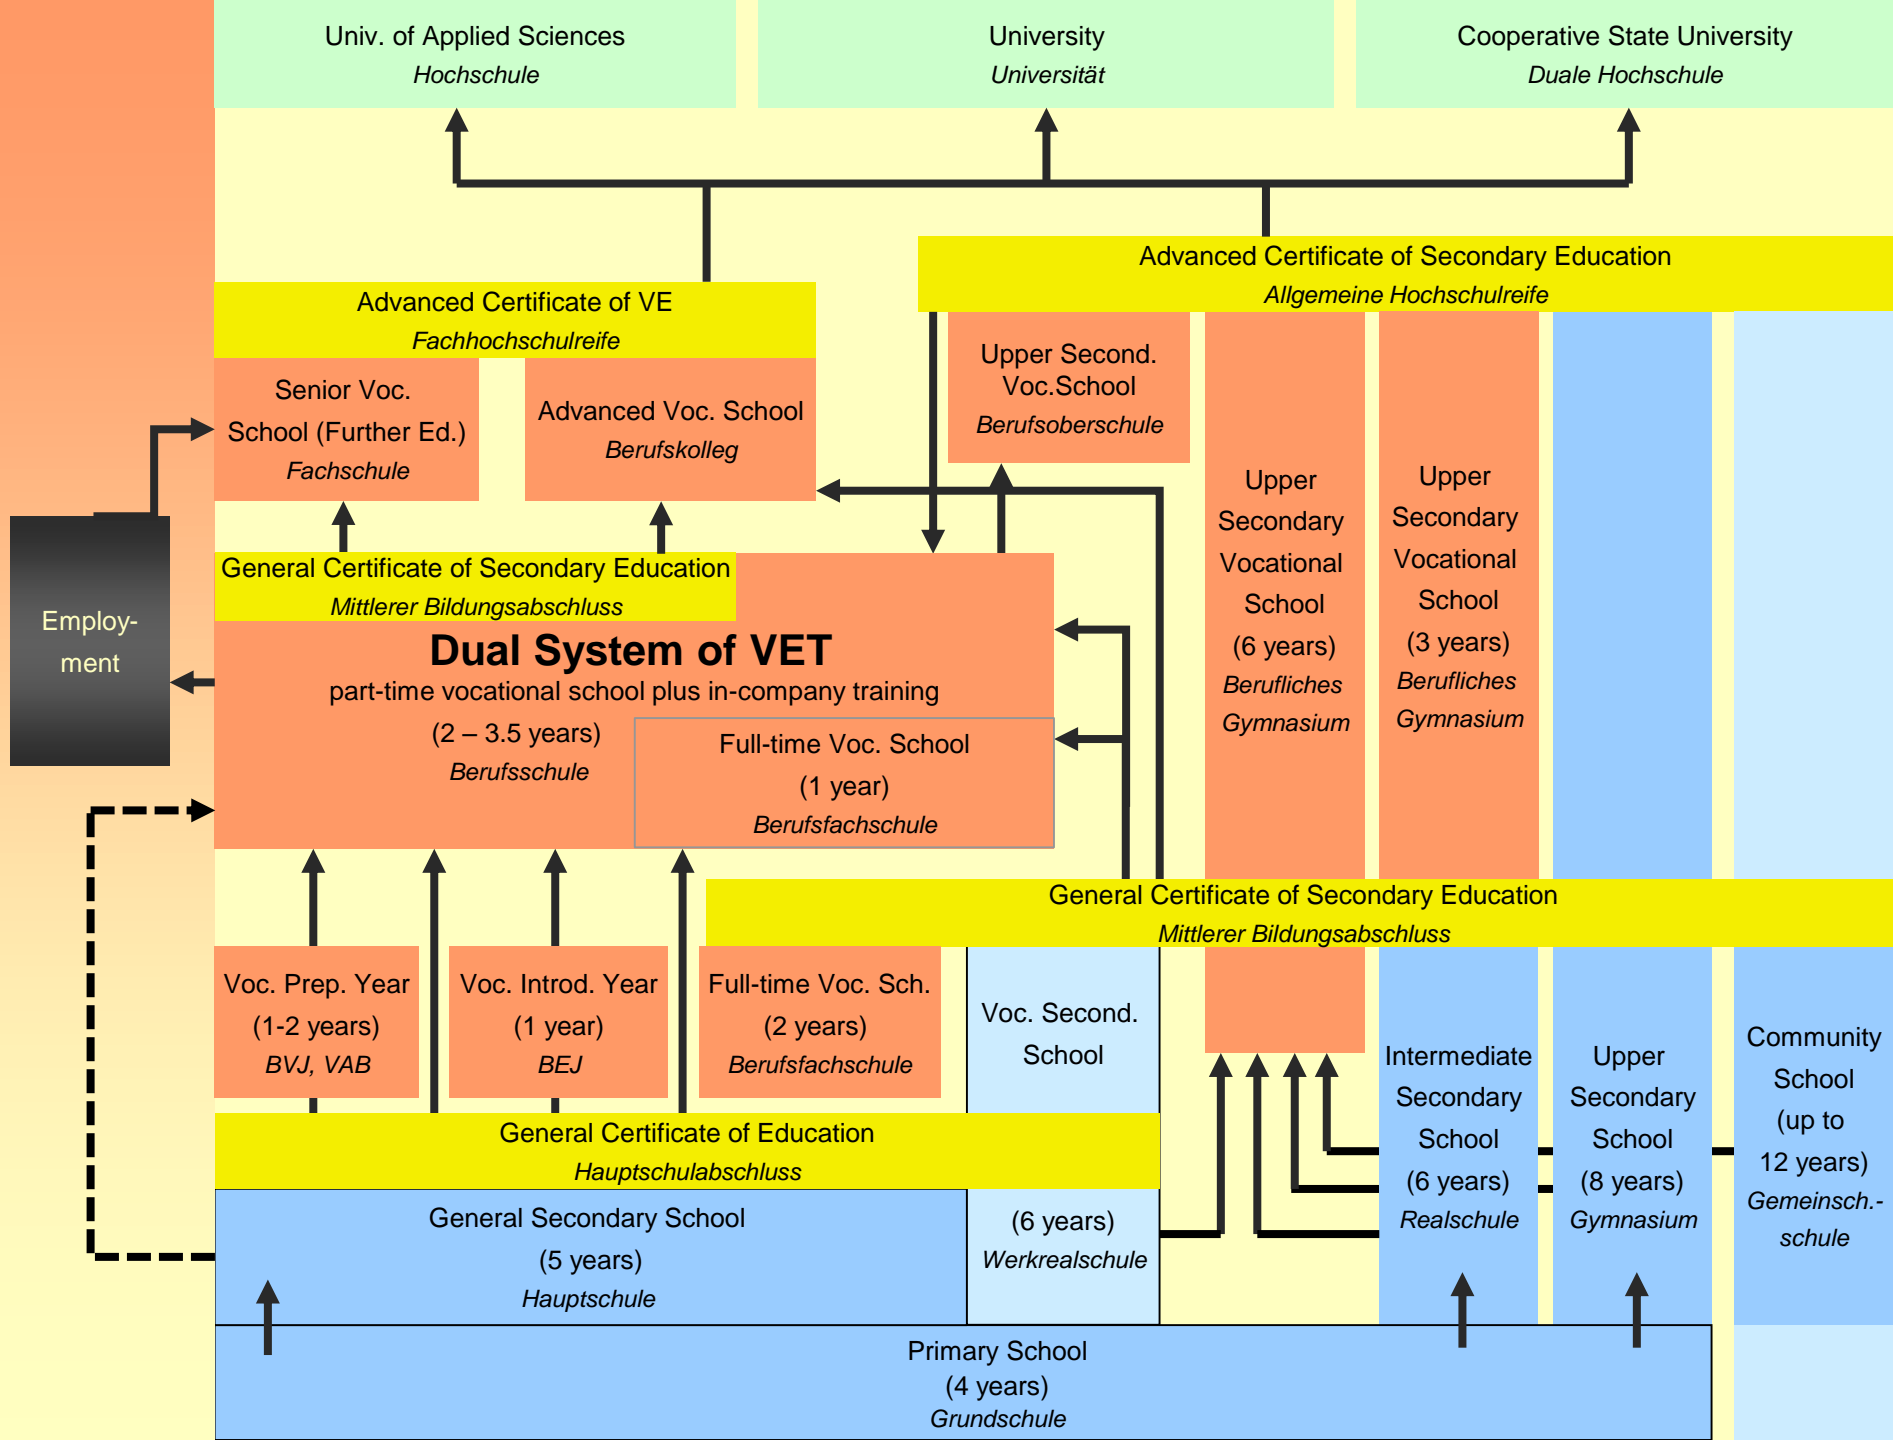 Univ. of Applied Sciences
Hochschule
University
Universität
Cooperative State University
Duale Hochschule
Advanced Certificate of Secondary Education
Allgemeine Hochschulreife
Advanced Certificate of VE
Fachhochschulreife
Senior Voc.
School (Further Ed.)
Fachschule
Advanced Voc. School
Berufskolleg
Upper Second.
Voc.School
Berufsoberschule
Upper
Secondary
Vocational
School
(6 years)
Berufliches
Gymnasium
Upper
Secondary
Vocational
School
(3 years)
Berufliches
Gymnasium
Employ-
ment
General Certificate of Secondary Education
Mittlerer Bildungsabschluss
Dual System of VET
part-time vocational school plus in-company training
(2 – 3.5 years)
Berufsschule
Full-time Voc. School
(1 year)
Berufsfachschule
General Certificate of Secondary Education
Mittlerer Bildungsabschluss
Voc. Prep. Year
(1-2 years)
BVJ, VAB
Voc. Introd. Year
(1 year)
BEJ
Full-time Voc. Sch.
(2 years)
Berufsfachschule
Voc. Second.
School
(6 years)
Werkrealschule
Intermediate
Secondary
School
(6 years)
Realschule
Upper
Secondary
School
(8 years)
Gymnasium
Community
School
(up to
12 years)
Gemeinsch.-
schule
General Certificate of Education
Hauptschulabschluss
General Secondary School
(5 years)
Hauptschule
Primary School
(4 years)
Grundschule